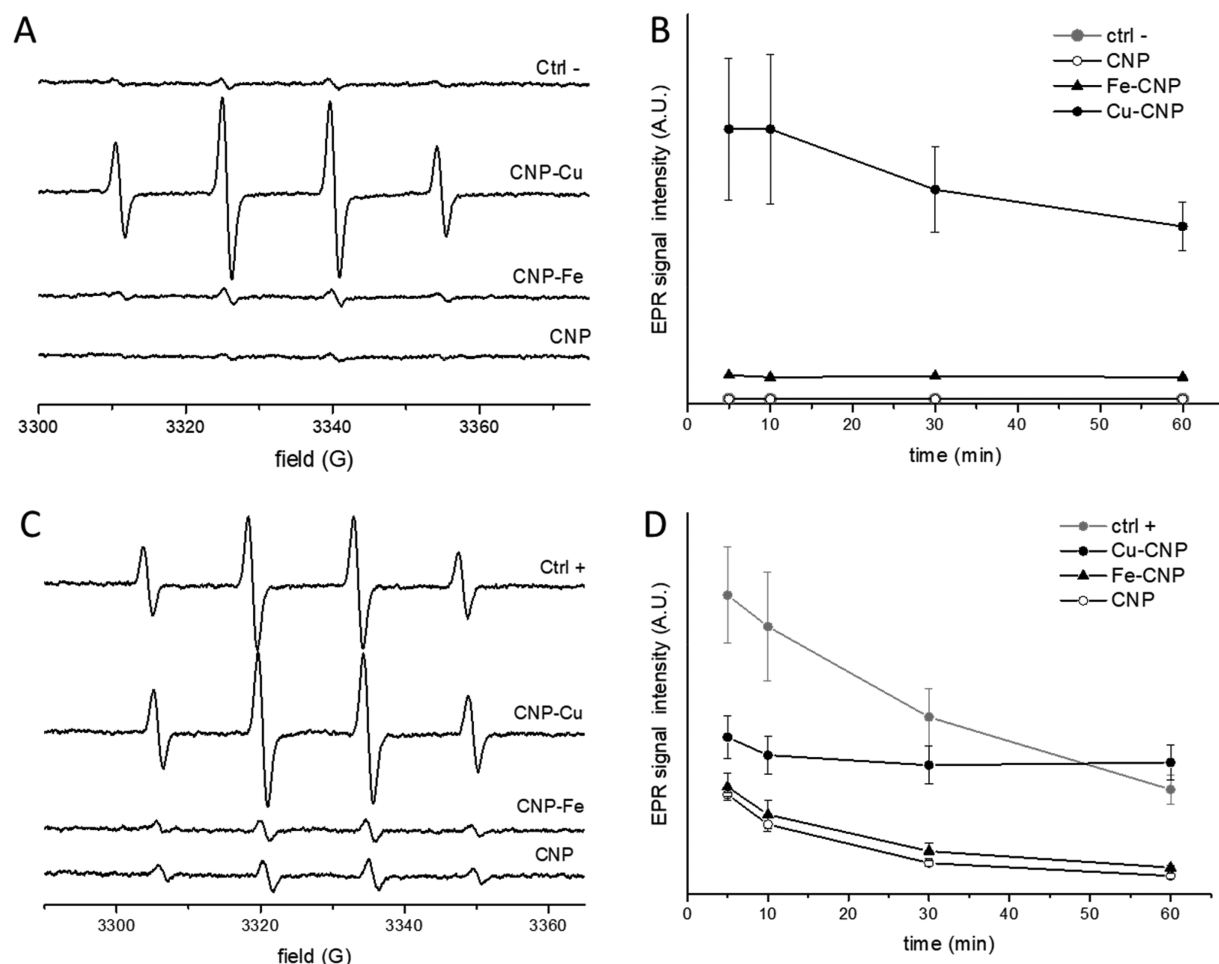 A
Ctrl -
CNP-Cu
CNP-Fe
CNP
3300 3320 3340 3360
field (G)
B
ctrl -
CNP
Fe-CNP
Cu-CNP
EPR signal intensity (A.U.)
0 10 20 30 40 50 60
time (min)
C
Ctrl +
CNP-Cu
CNP-Fe
CNP
3300 3320 3340 3360
field (G)
D
ctrl +
Cu-CNP
Fe-CNP
CNP
EPR signal intensity (A.U.)
0 10 20 30 40 50 60
time (min)